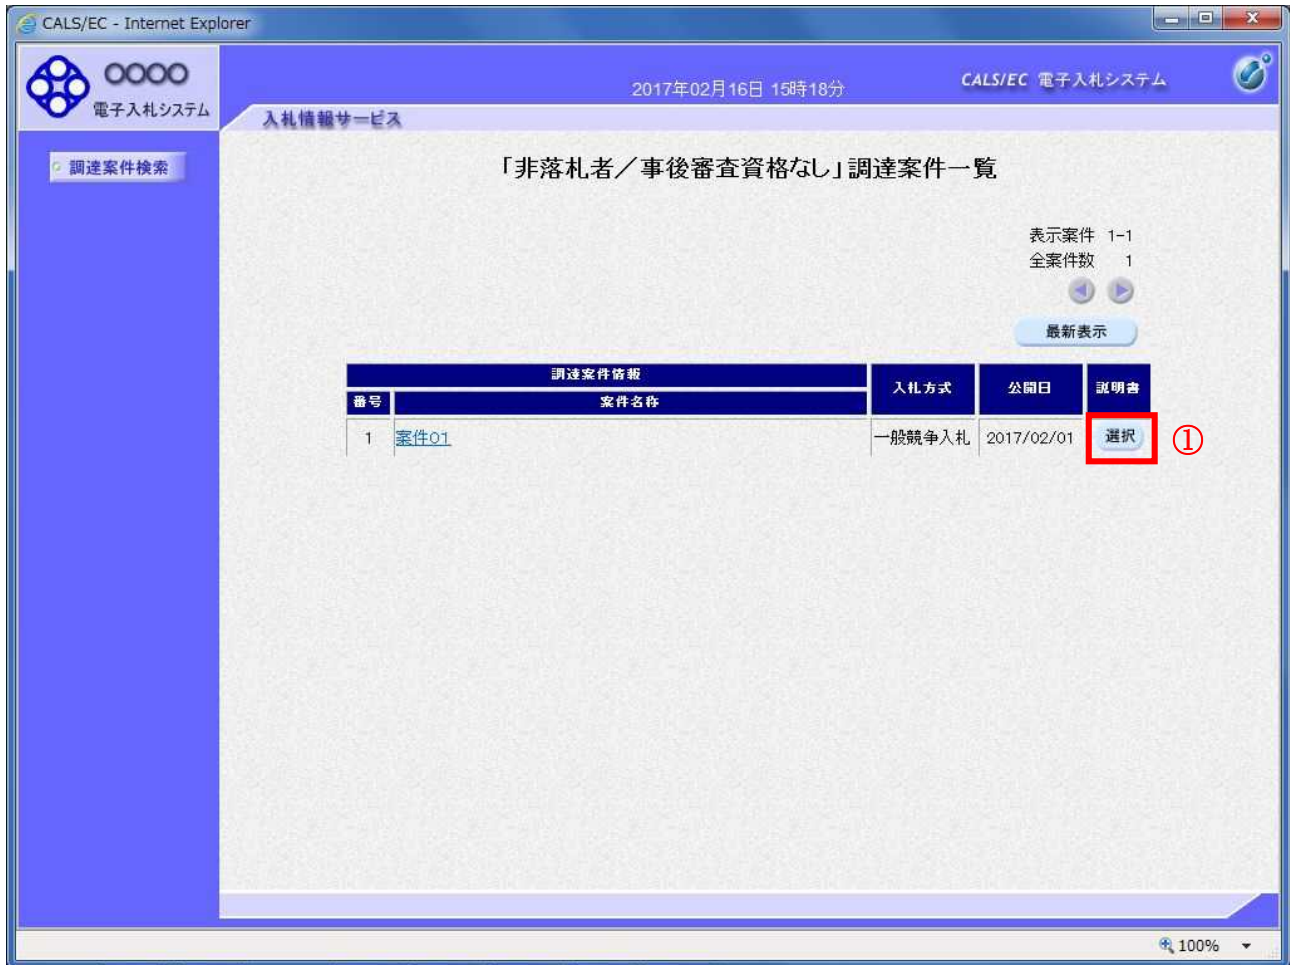 CALS/EC - Internet Explorer
○○○○
電子入札システム
2017年02月16日 15時18分
CALS/EC 電子入札システム
入札情報サービス
調達案件検索
「非落札者／事後審査資格なし」調達案件一覧
表示案件 1-1
全案件数 1
最新表示
調達案件情報
入札方式 公開日 説明書
番号 案件名称
1 案件01 一般競争入札 2017/02/01 選択 ①
100%